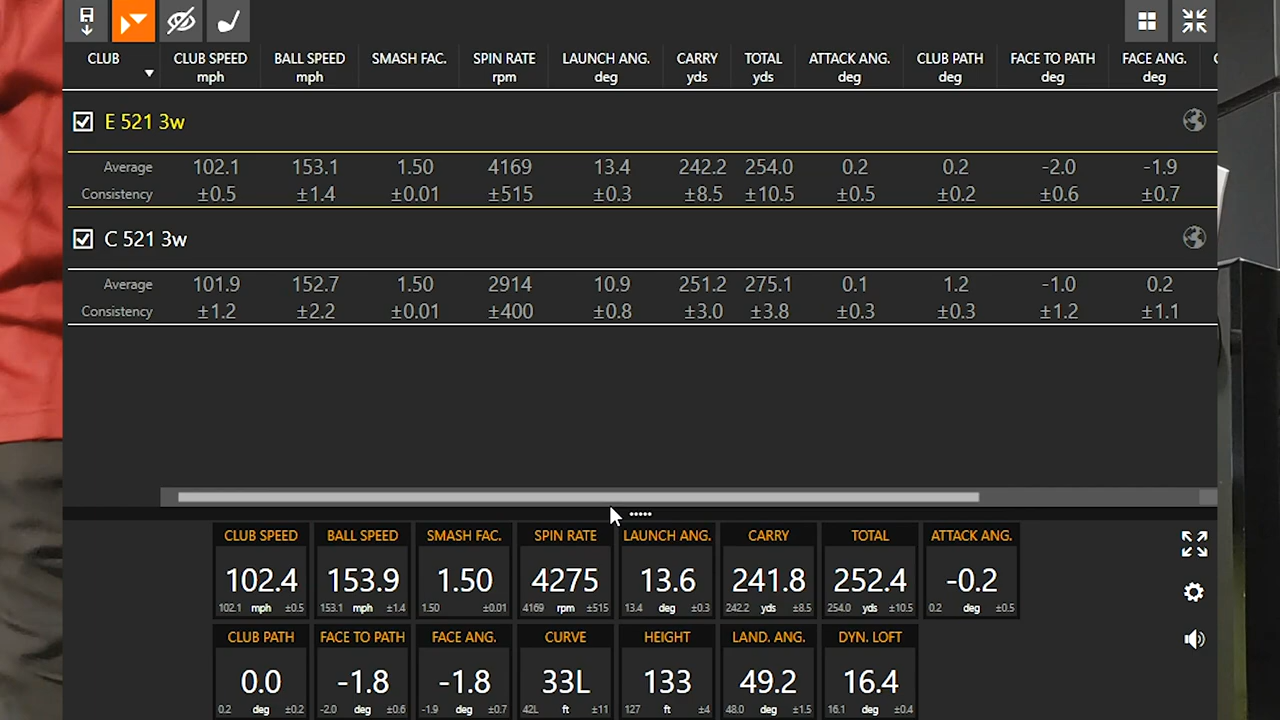 CLUB CLUB SPEED BALL SPEED SMASH FAC. SPIN RATE LAUNCH ANG. CARRY TOTAL ATTACK ANG. CLUB PATH FACE TO PATH FACE ANG.
mph mph rpm deg yds yds deg deg deg deg
E 521 3w
Average 102.1 153.1 1.50 4169 13.4 242.2 254.0 0.2 0.2 -2.0 -1.9
Consistency ±0.5 ±1.4 ±0.01 ±515 ±0.3 ±8.5 ±10.5 ±0.5 ±0.2 ±0.6 ±0.7
C 521 3w
Average 101.9 152.7 1.50 2914 10.9 251.2 275.1 0.1 1.2 -1.0 0.2
Consistency ±1.2 ±2.2 ±0.01 ±400 ±0.8 ±3.0 ±3.8 ±0.3 ±0.3 ±1.2 ±1.1
CLUB SPEED BALL SPEED SMASH FAC. SPIN RATE LAUNCH ANG. CARRY TOTAL ATTACK ANG.
102.4 153.9 1.50 4275 13.6 241.8 252.4 -0.2
102.1 mph ±0.5 153.1 mph ±1.4 1.50 ±0.01 4169 rpm ±515 13.4 deg ±0.3 242.2 yds ±8.5 254.0 yds ±10.5 0.2 deg ±0.5
CLUB PATH FACE TO PATH FACE ANG. CURVE HEIGHT LAND. ANG. DYN. LOFT
0.0 -1.8 -1.8 33L 133 49.2 16.4
0.2 deg ±0.2 -2.0 deg ±0.6 -1.9 deg ±0.7 42L ft ±11 127 ft ±4 48.0 deg ±1.5 16.1 deg ±0.4